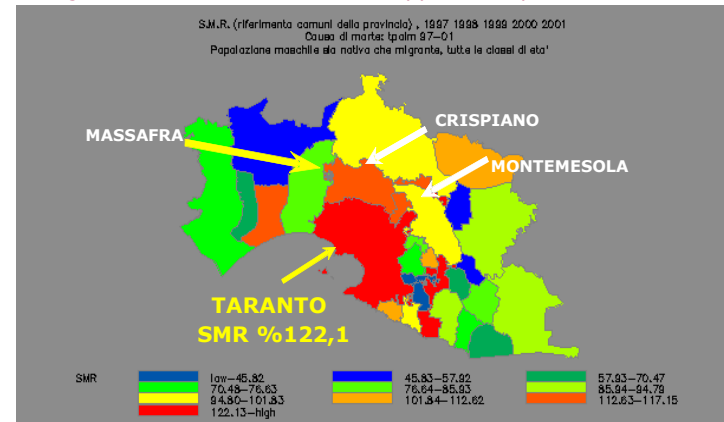 S.M.R. (riferimento comuni della provincia) , 1997 1998 1999 2000 2001
Causa di morte: tpolm 97-01
Popolazione maschile sia nativa che migrante, tutte le classi di eta'
CRISPIANO
MASSAFRA
MONTEMESOLA
TARANTO
SMR %122,1
SMR
low-45.82
45.83-57.92
57.93-70.47
70.48-76.63
76.64-85.93
85.94-94.79
94.80-101.83
101.84-112.62
112.63-117.15
122.13-high